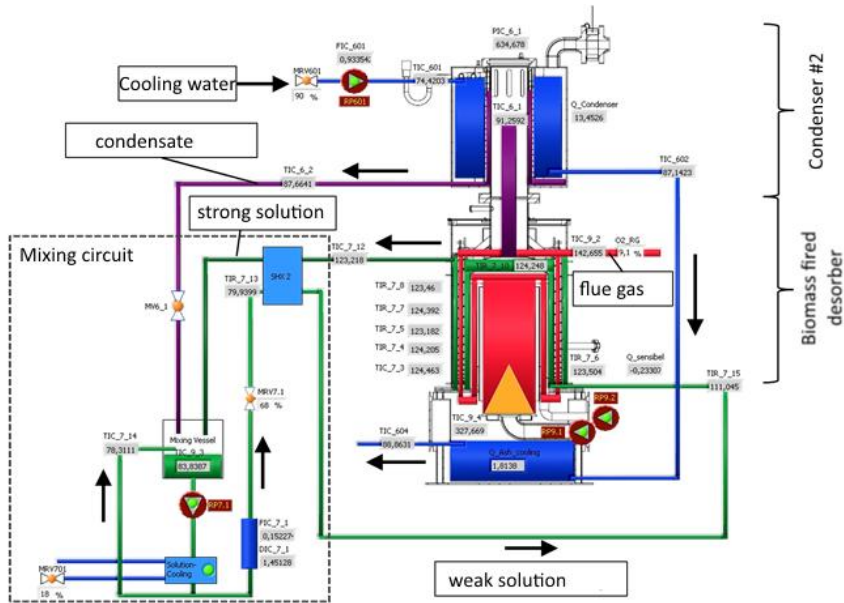 PIC_6_1
634,678
FIC_601
0,93354
TIC_601
74,4203
MRV601
90 %
RP601
Cooling water
condensate
TIC_6_1
91,2592
Q_Condenser
13,4526
Condenser #2
TIC_6_2
87,6641
TIC_602
87,1423
strong solution
Mixing circuit
TIC_7_12
123,218
TIR_7_13
79,9399
SHX 2
TIC_9_2
142,655
O2_RG
9,1 %
124,248
flue gas
Biomass fired
desorber
TIR_7_8
123,46
TIR_7_7
124,392
TIR_7_5
123,182
TIR_7_4
124,205
TIC_7_3
124,463
MV6_1
MRV7.1
68 %
TIR_7_6
123,504
Q_sensibel
-0,23307
TIR_7_15
111,045
TIC_7_14
78,3111
Mixing Vessel
TIC_9_3
83,8387
TIC_604
88,8631
TIC_9_4
327,669
RP9.1
RP9.2
Q_Ash_cooling
1,8138
RP7.1
FIC_7_1
0,15227
DIC_7_1
1,45128
Solution-
Cooling
MRV701
18 %
weak solution